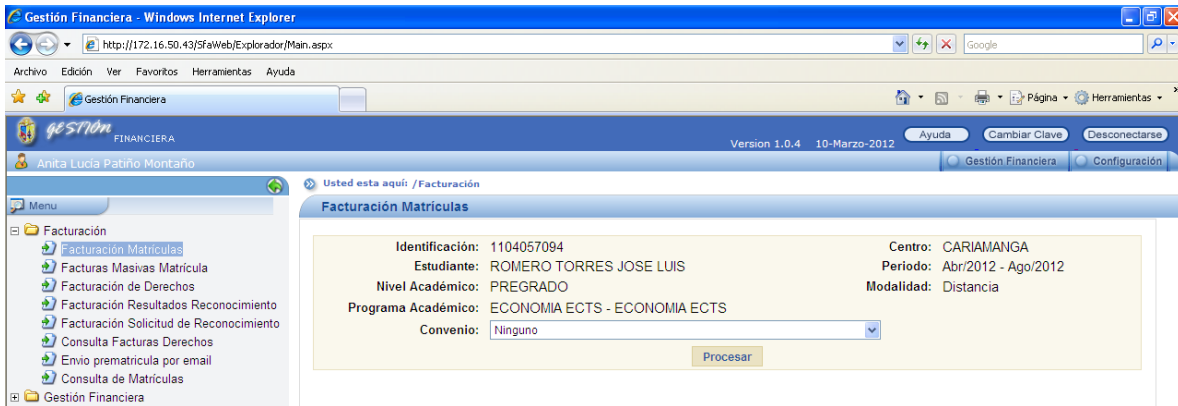 Gestión Financiera - Windows Internet Explorer
http://172.16.50.43/SfaWeb/Explorador/Main.aspx
Google
Archivo Edición Ver Favoritos Herramientas Ayuda
Gestión Financiera
Página
Herramientas
gestión FINANCIERA
Version 1.0.4 10-Marzo-2012
Ayuda Cambiar Clave Desconectarse
Anita Lucía Patiño Montaño
Gestión Financiera Configuración
Menu
Facturación
Facturación Matriculas
Facturas Masivas Matrícula
Facturación de Derechos
Facturación Resultados Reconocimiento
Facturación Solicitud de Reconocimiento
Consulta Facturas Derechos
Envio prematricula por email
Consulta de Matrículas
Gestión Financiera
Usted esta aquí: /Facturación
Facturación Matrículas
Identificación: 1104057094 Centro: CARIAMANGA
Estudiante: ROMERO TORRES JOSE LUIS Periodo: Abr/2012 - Ago/2012
Nivel Académico: PREGRADO Modalidad: Distancia
Programa Académico: ECONOMIA ECTS - ECONOMIA ECTS
Convenio: Ninguno
Procesar